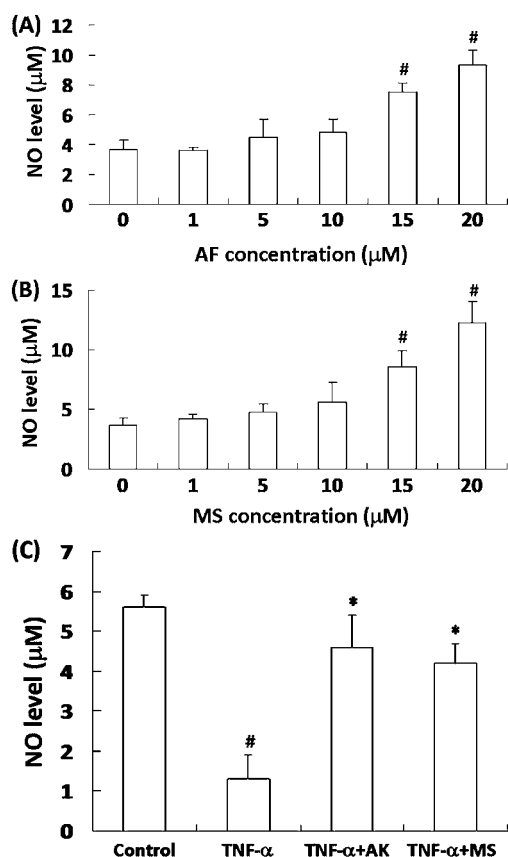 (A)
NO level (μM)
12
10
8
6
4
2
0
# #
0 1 5 10 15 20
AF concentration (μM)
(B)
NO level (μM)
15
10
5
0
# #
0 1 5 10 15 20
MS concentration (μM)
(C)
NO level (μM)
7
6
5
4
3
2
1
0
# * *
Control TNF-α TNF-α+AK TNF-α+MS